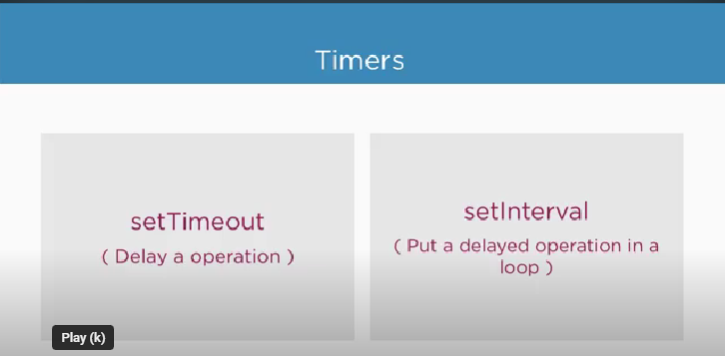 Timers
setTimeout
( Delay a operation )
setInterval
( Put a delayed operation in a
loop )
Play (k)